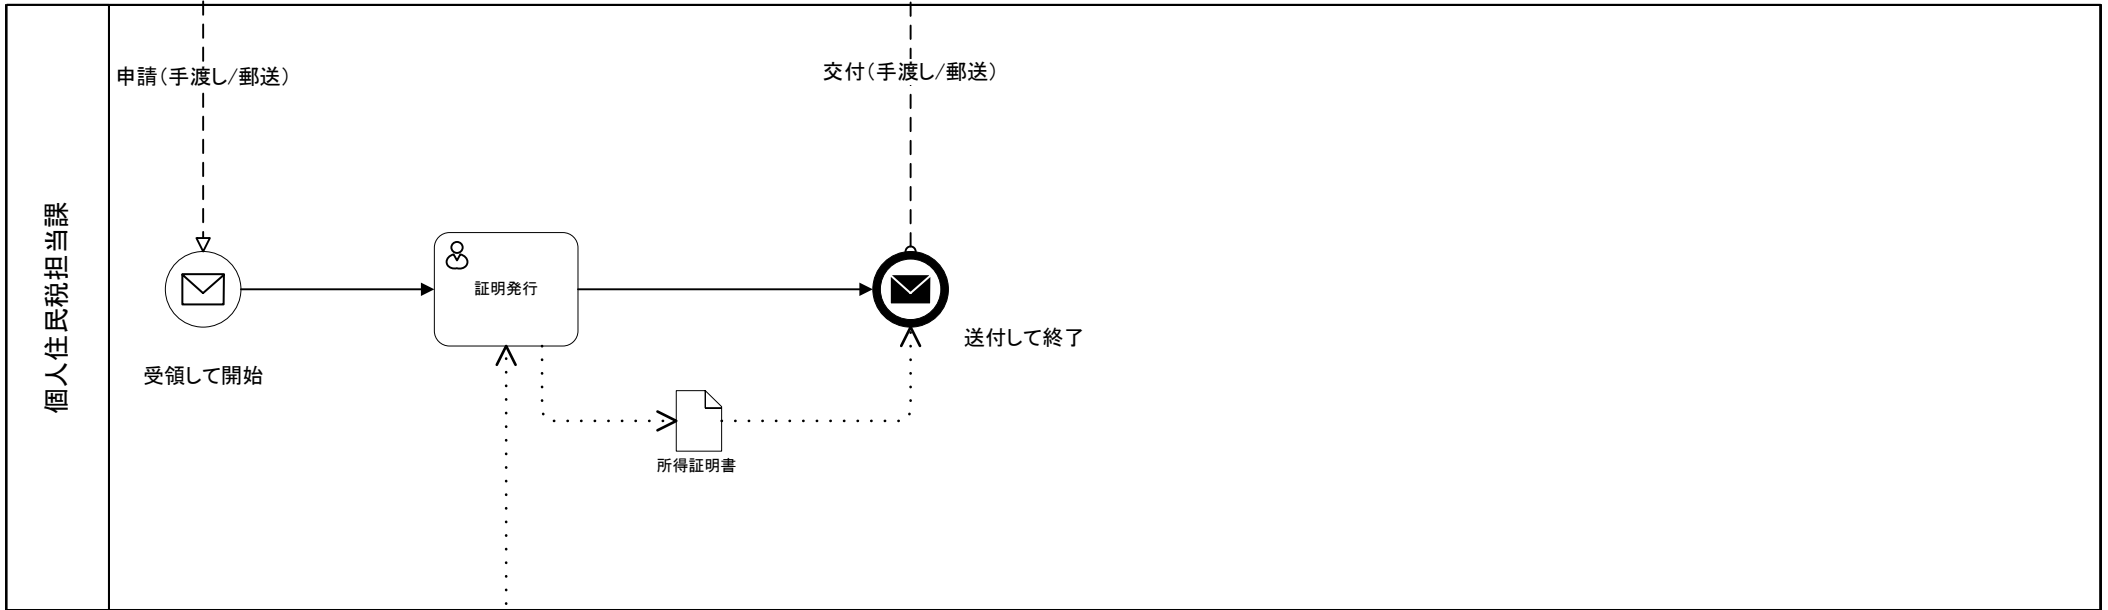 個人住民税担当課
申請(手渡し/郵送)
交付(手渡し/郵送)
証明発行
送付して終了
受領して開始
所得証明書